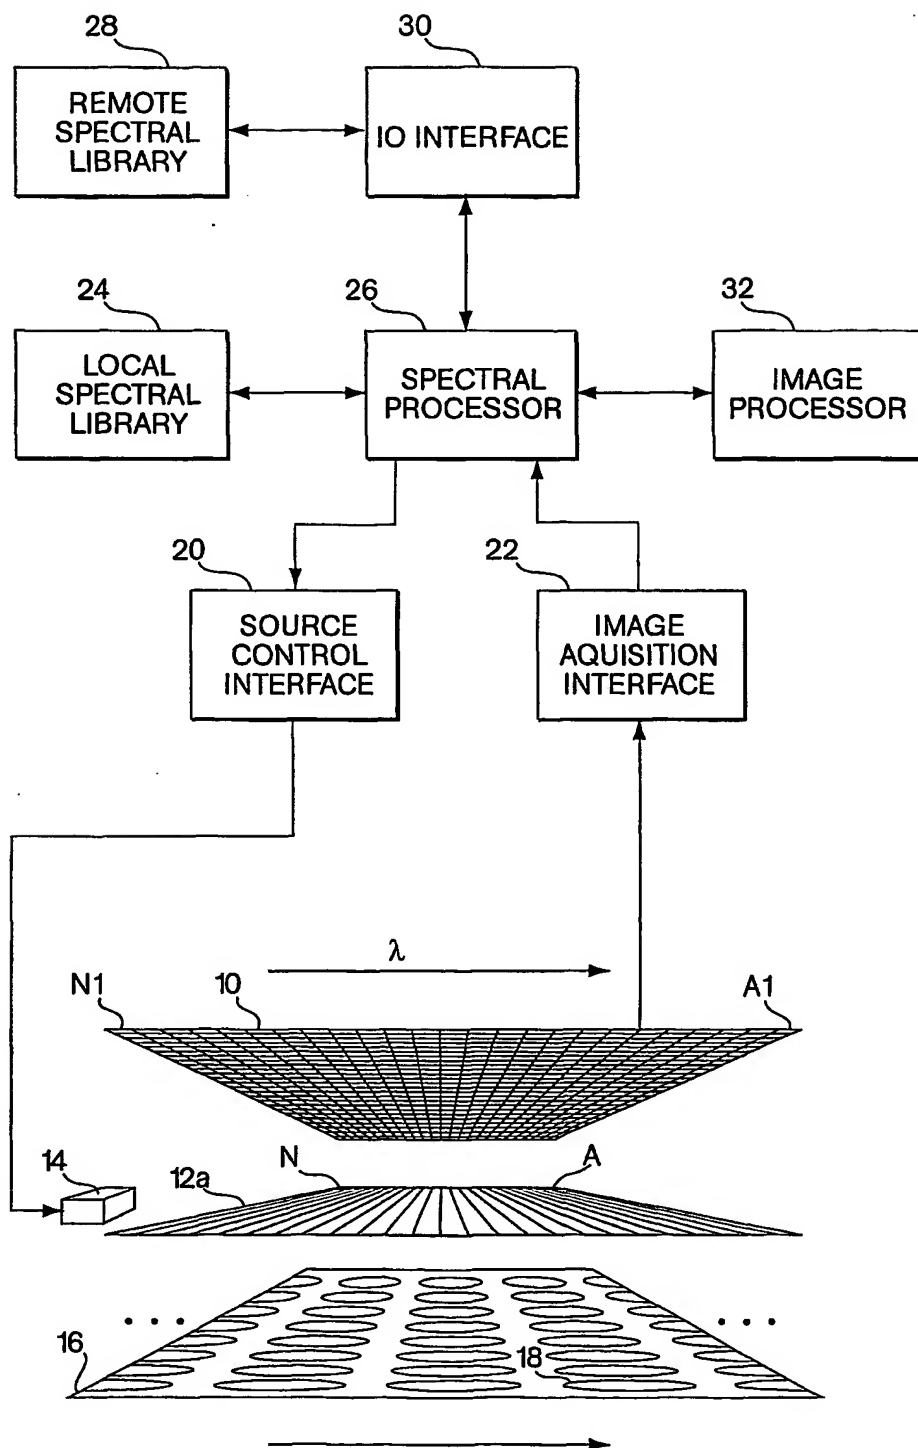 28
30
REMOTE
SPECTRAL
LIBRARY
IO INTERFACE
24
26
32
LOCAL
SPECTRAL
LIBRARY
SPECTRAL
PROCESSOR
IMAGE
PROCESSOR
20
22
SOURCE
CONTROL
INTERFACE
IMAGE
AQUISITION
INTERFACE
λ
N1
10
A1
N
A
14
12a
16
18